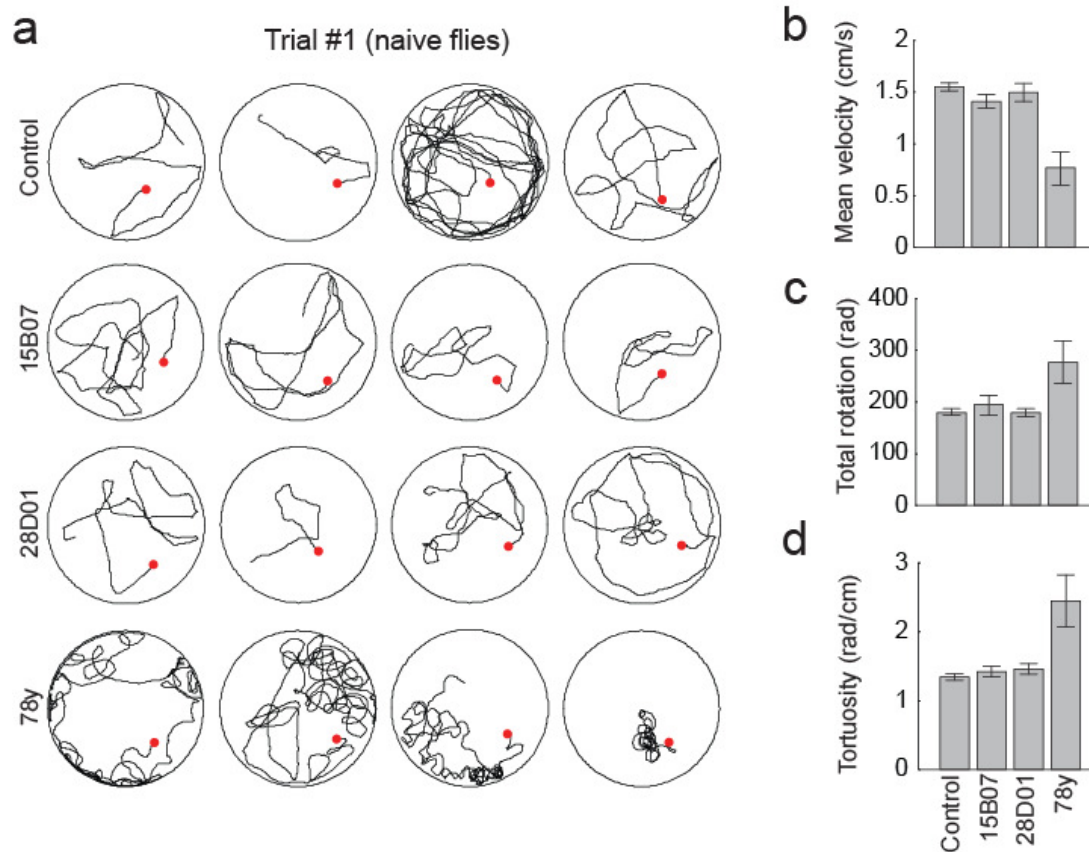 a
Trial #1 (naive flies)
Control
15B07
28D01
78y
b
Mean velocity (cm/s)
2
1.5
1
0.5
0
c
Total rotation (rad)
400
300
200
100
0
d
Tortuosity (rad/cm)
3
2
1
0
Control
15B07
28D01
78y